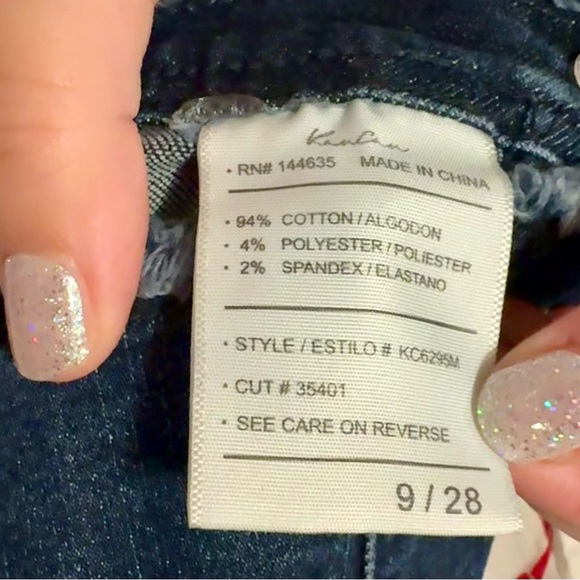 KanCan
• RN# 144635 MADE IN CHINA
• 94% COTTON / ALGODON
• 4% POLYESTER / POLIESTER
• 2% SPANDEX / ELASTANO
• STYLE / ESTILO # KC6295M
• CUT # 35401
• SEE CARE ON REVERSE
9 / 28